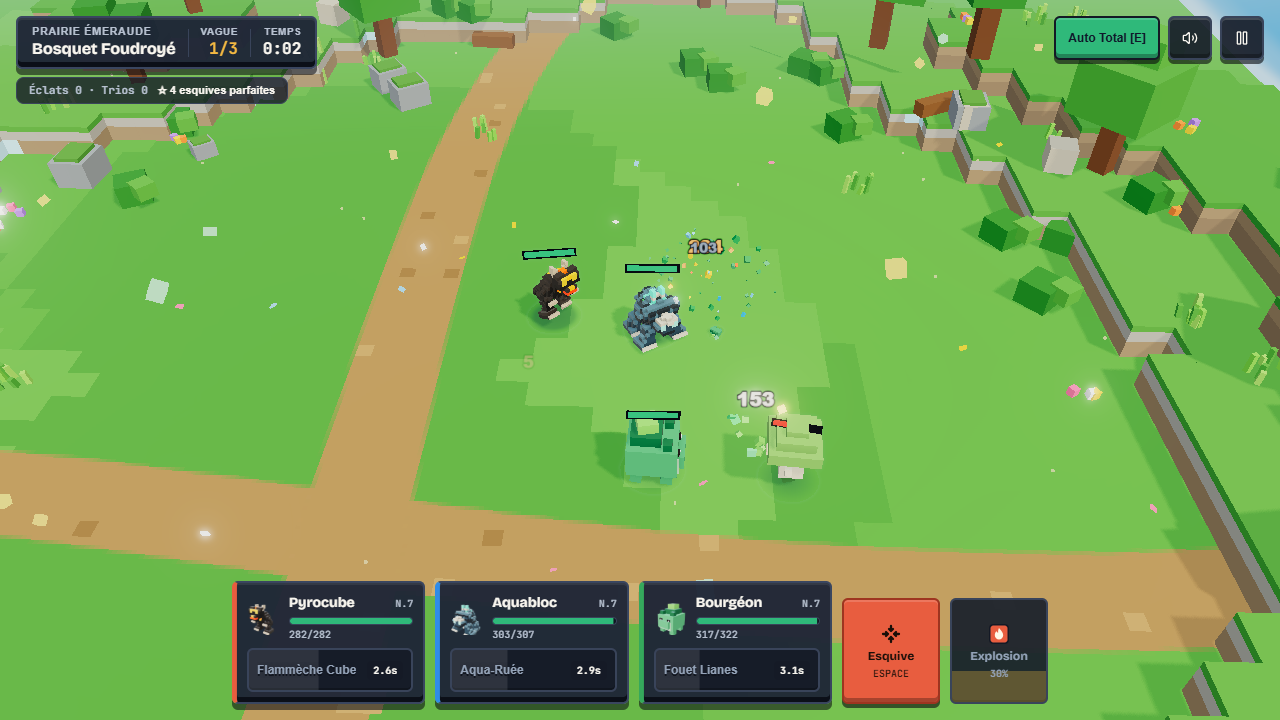 PRAIRIE ÉMERAUDE
Bosquet Foudroyé
VAGUE
1/3
TEMPS
0:02
Éclats 0 · Trios 0 ★ 4 esquives parfaites
Auto Total [E]
5
153
Pyrocube N.7
282/282
Flammèche Cube 2.6s
Aquabloc N.7
303/307
Aqua-Ruée 2.9s
Bourgéon N.7
317/322
Fouet Lianes 3.1s
Esquive
ESPACE
Explosion
30%